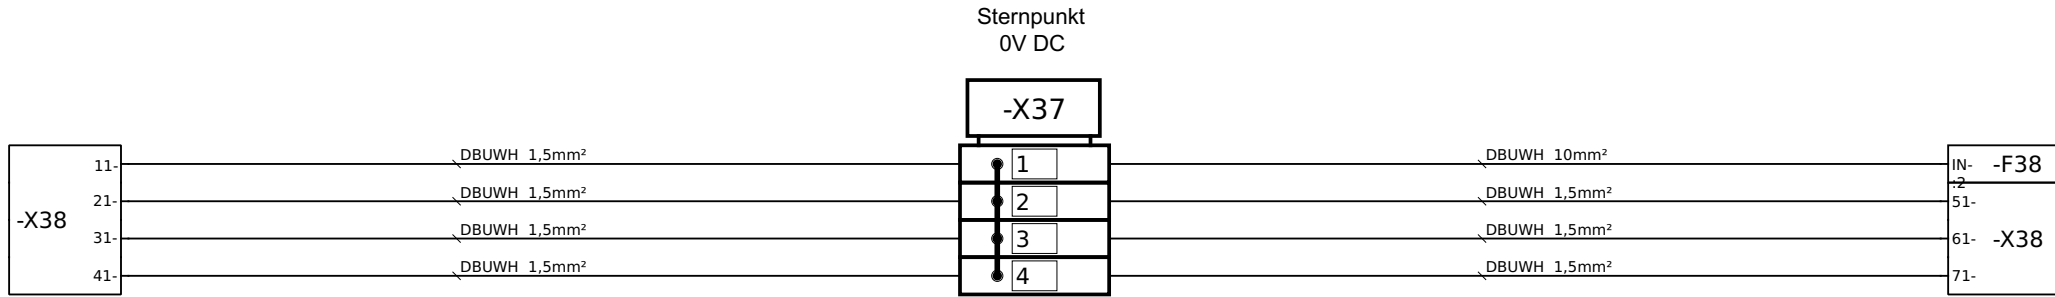 Sternpunkt
0V DC
-X37
11- DBUWH 1,5mm² 1 DBUWH 10mm² IN-:2 -F38
21- DBUWH 1,5mm² 2 DBUWH 1,5mm² 51-
-X38
31- DBUWH 1,5mm² 3 DBUWH 1,5mm² 61- -X38
41- DBUWH 1,5mm² 4 DBUWH 1,5mm² 71-